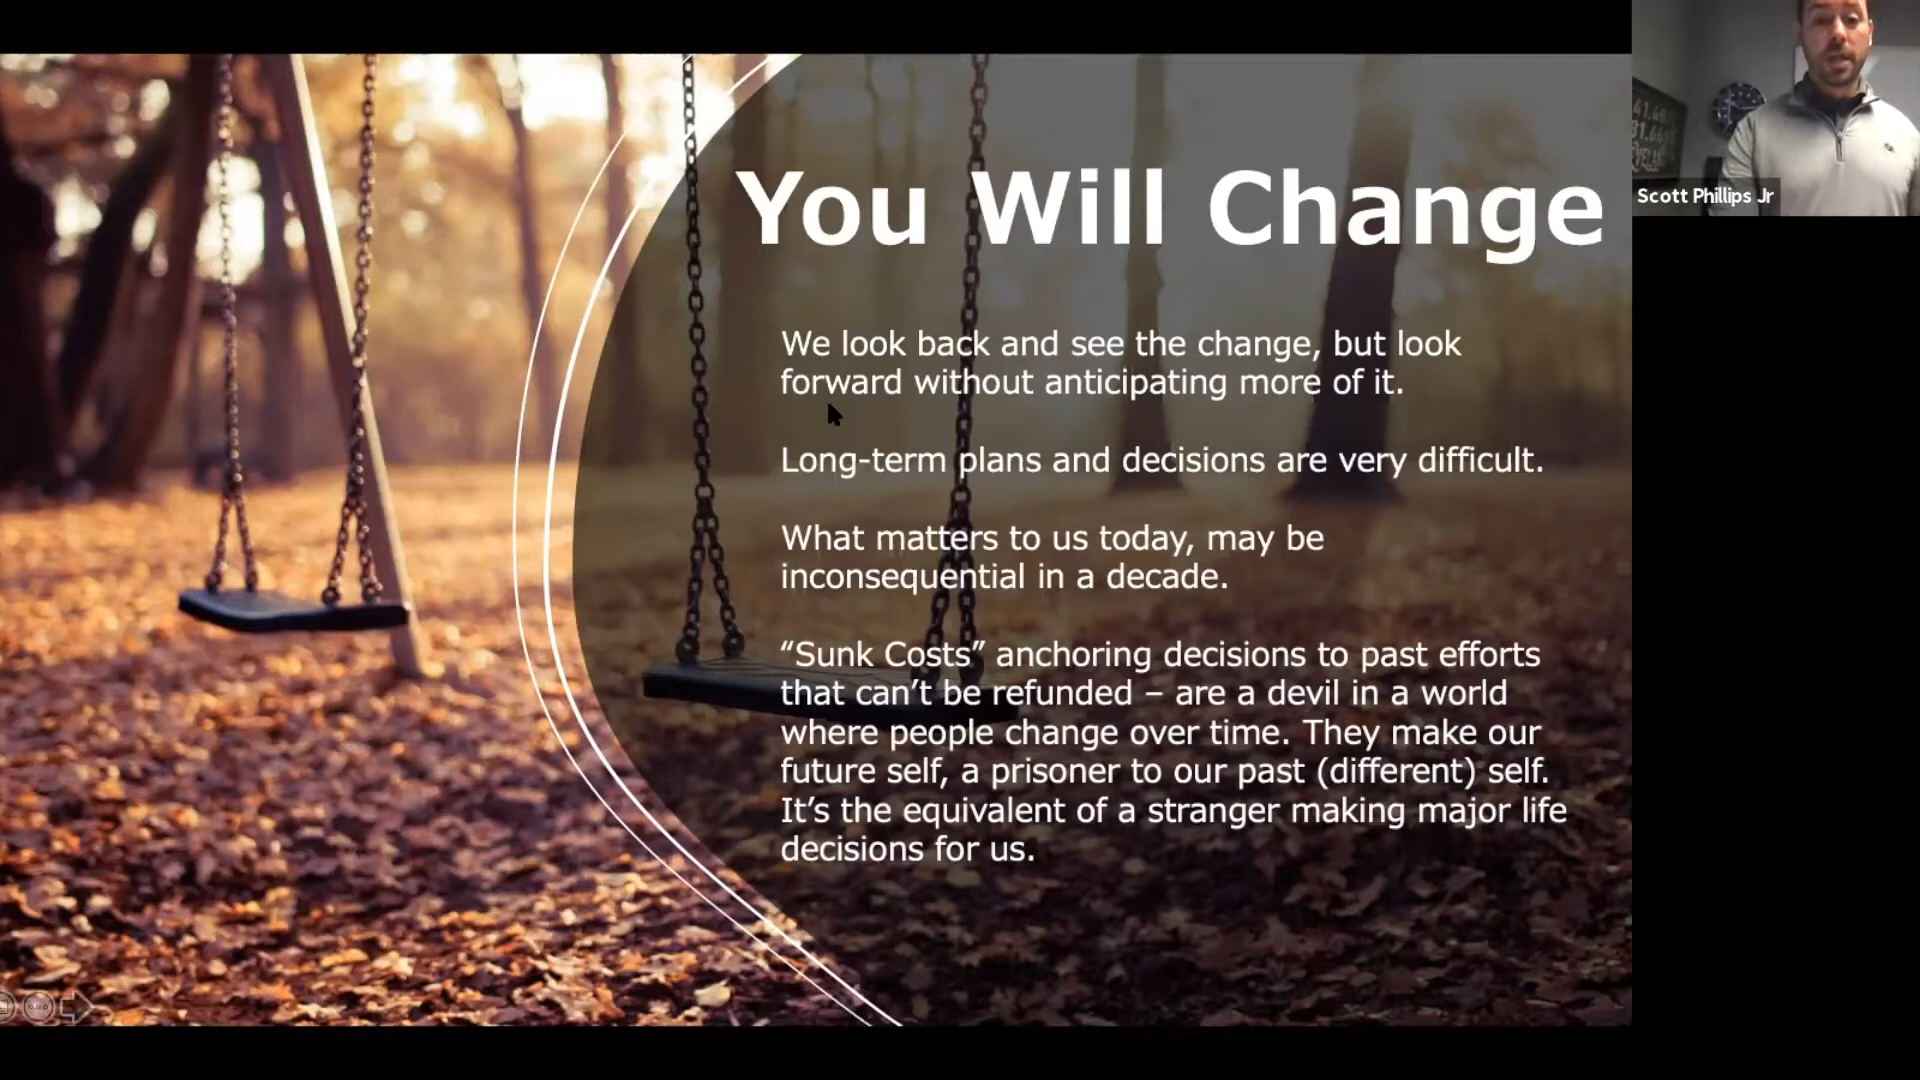 You Will Change
We look back and see the change, but look
forward without anticipating more of it.
Long-term plans and decisions are very difficult.
What matters to us today, may be
inconsequential in a decade.
“Sunk Costs” anchoring decisions to past efforts
that can’t be refunded – are a devil in a world
where people change over time. They make our
future self, a prisoner to our past (different) self.
It’s the equivalent of a stranger making major life
decisions for us.
Scott Phillips Jr